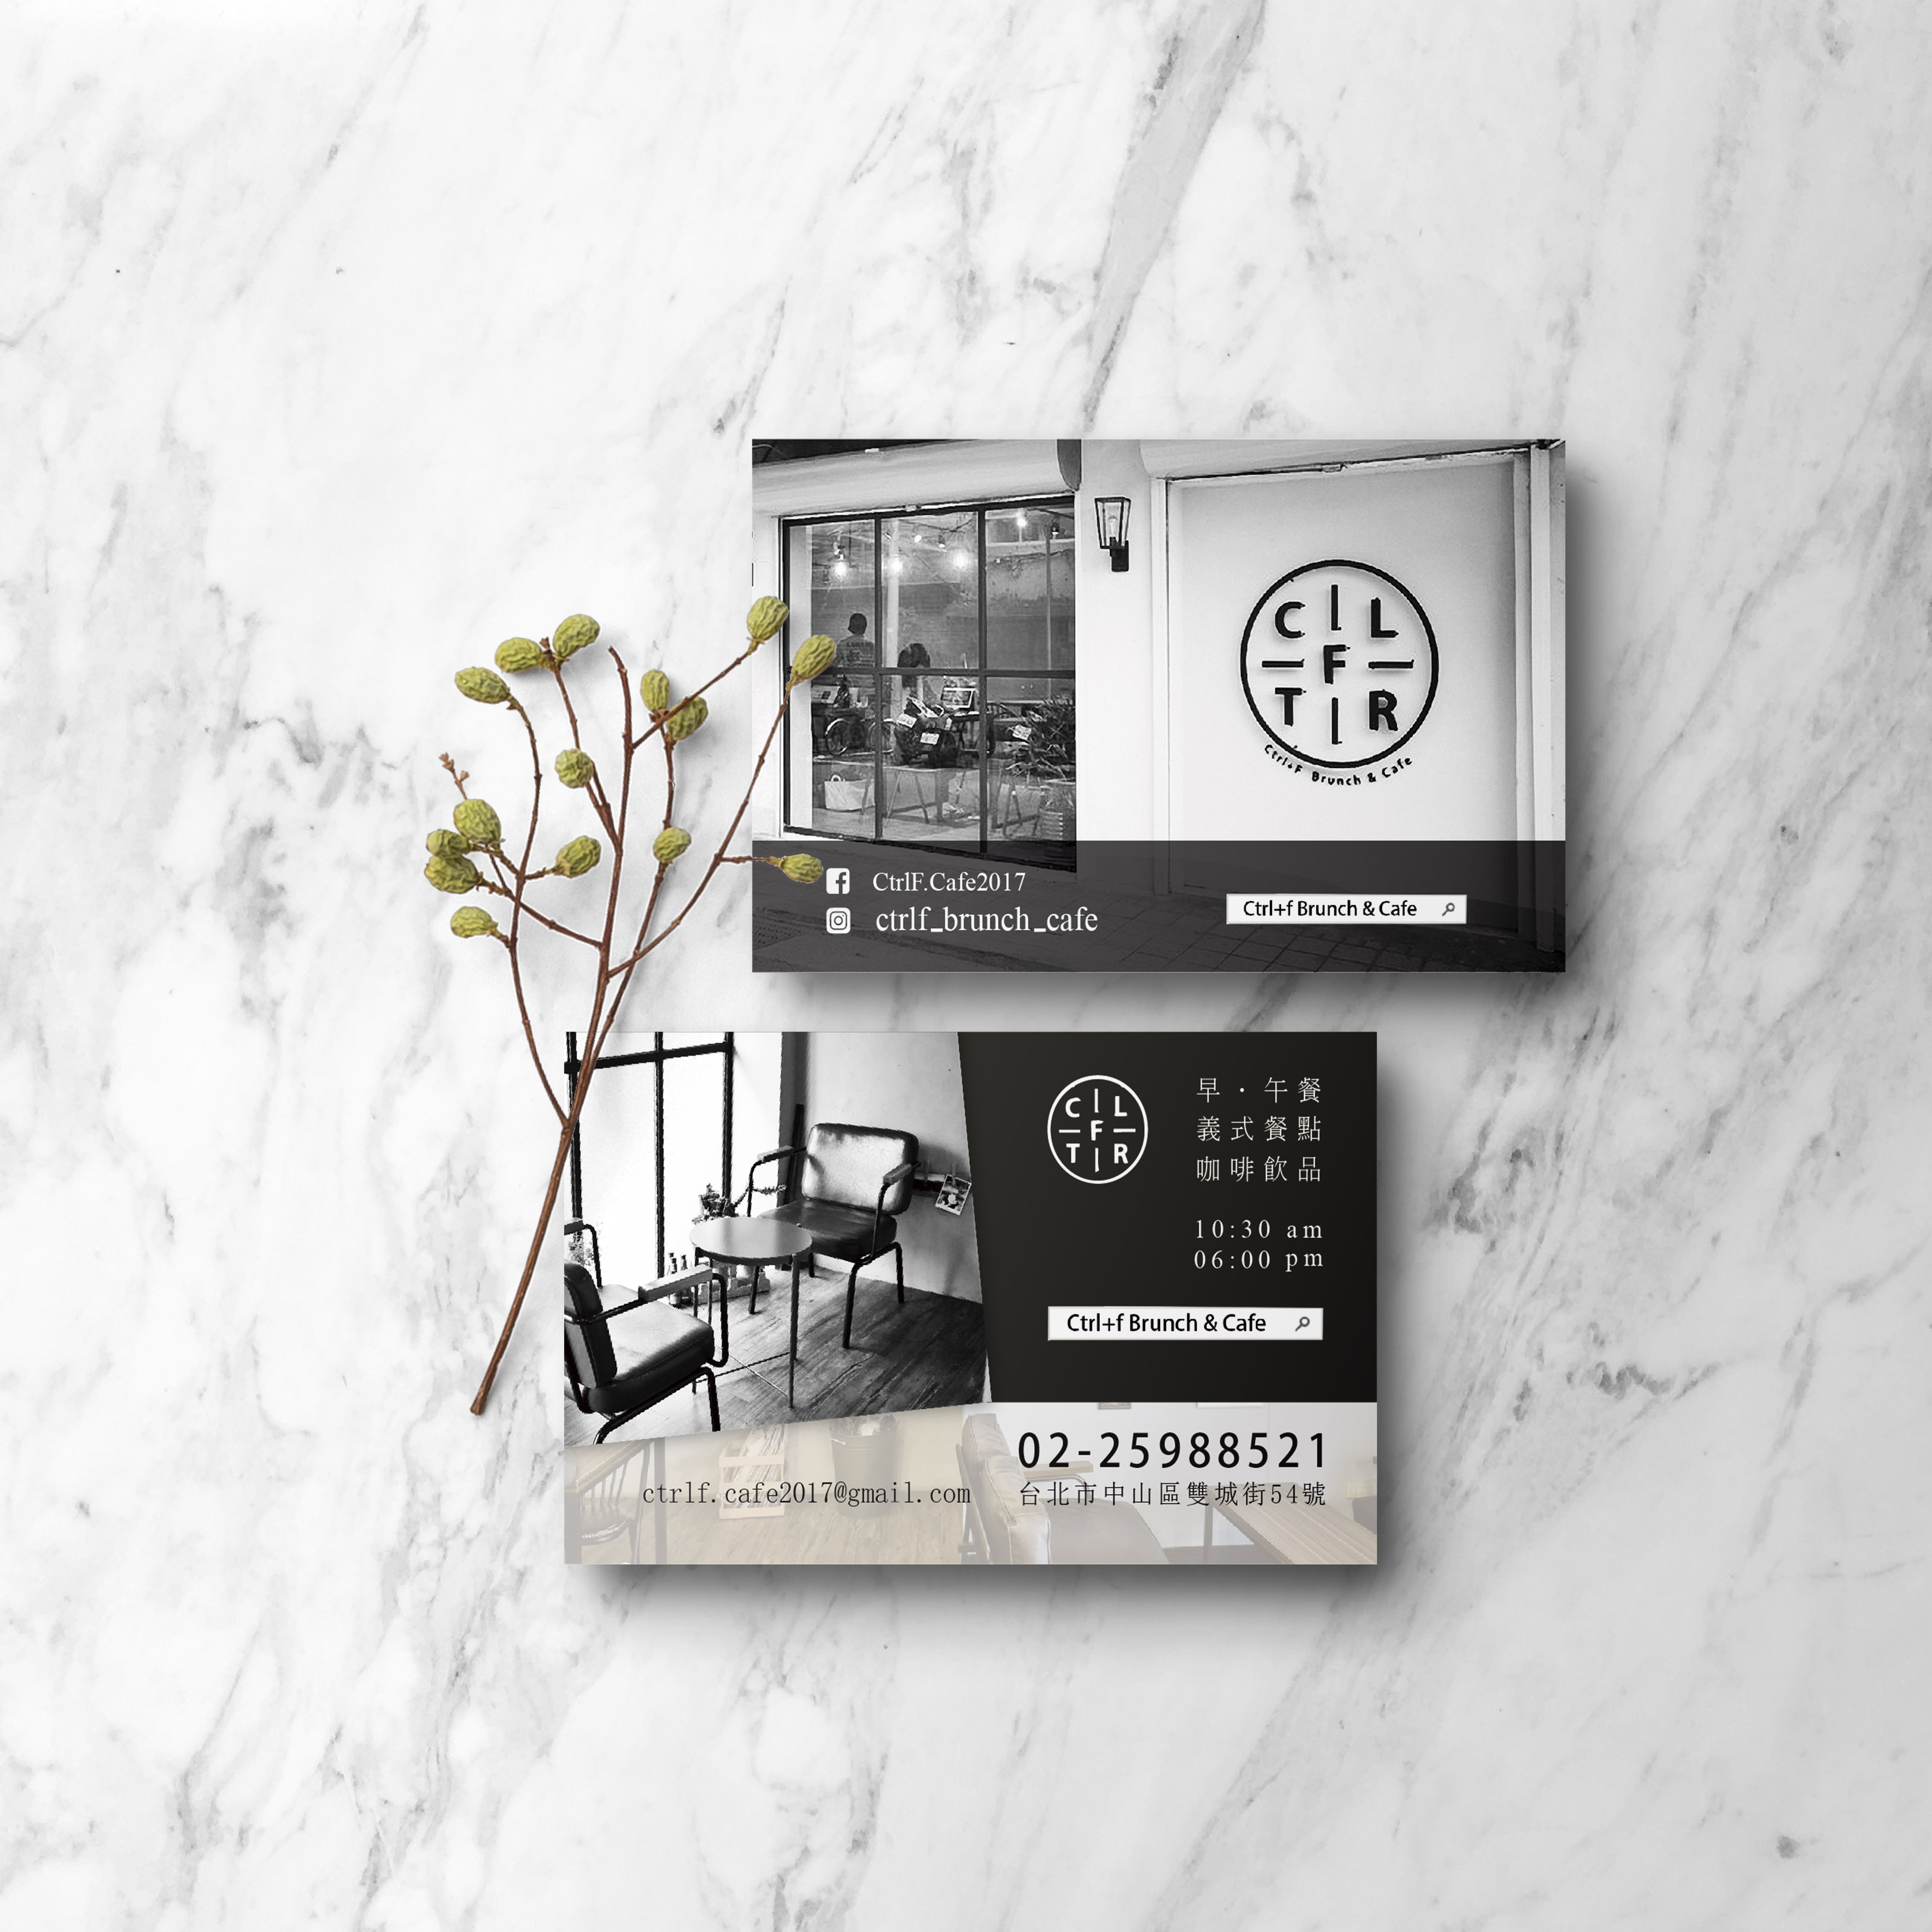 C L
F
T R
Ctrl+F Brunch & Cafe
CtrlF.Cafe2017
ctrlf_brunch_cafe
Ctrl+f Brunch & Cafe
C L
F
T R
早·午餐
義式餐點
咖啡飲品
10:30 am
06:00 pm
Ctrl+f Brunch & Cafe
02-25988521
台北市中山區雙城街54號
ctrlf.cafe2017@gmail.com